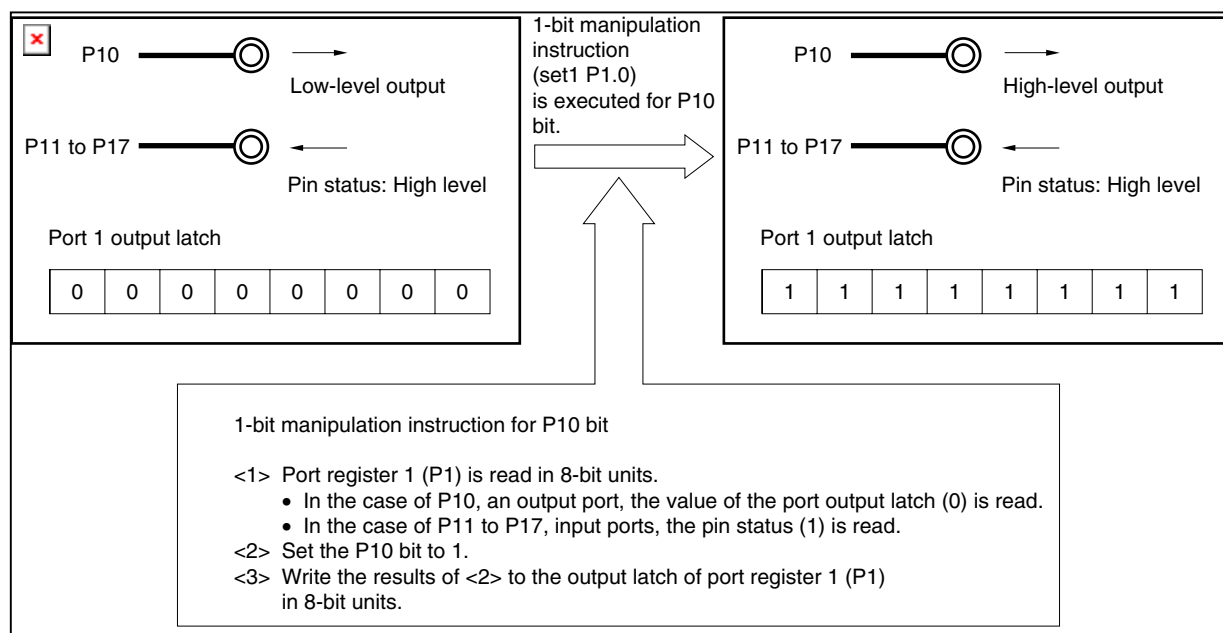 P10
Low-level output
P11 to P17
Pin status: High level
Port 1 output latch
0 0 0 0 0 0 0 0
1-bit manipulation
instruction
(set1 P1.0)
is executed for P10
bit.
P10
High-level output
P11 to P17
Pin status: High level
Port 1 output latch
1 1 1 1 1 1 1 1
1-bit manipulation instruction for P10 bit
<1> Port register 1 (P1) is read in 8-bit units.
• In the case of P10, an output port, the value of the port output latch (0) is read.
• In the case of P11 to P17, input ports, the pin status (1) is read.
<2> Set the P10 bit to 1.
<3> Write the results of <2> to the output latch of port register 1 (P1)
in 8-bit units.